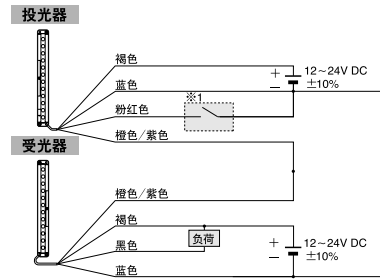 投光器
褐色
12～24V DC
±10%
蓝色
※1
粉红色
橙色/紫色
受光器
橙色/紫色
褐色
负荷
黑色
12～24V DC
±10%
蓝色